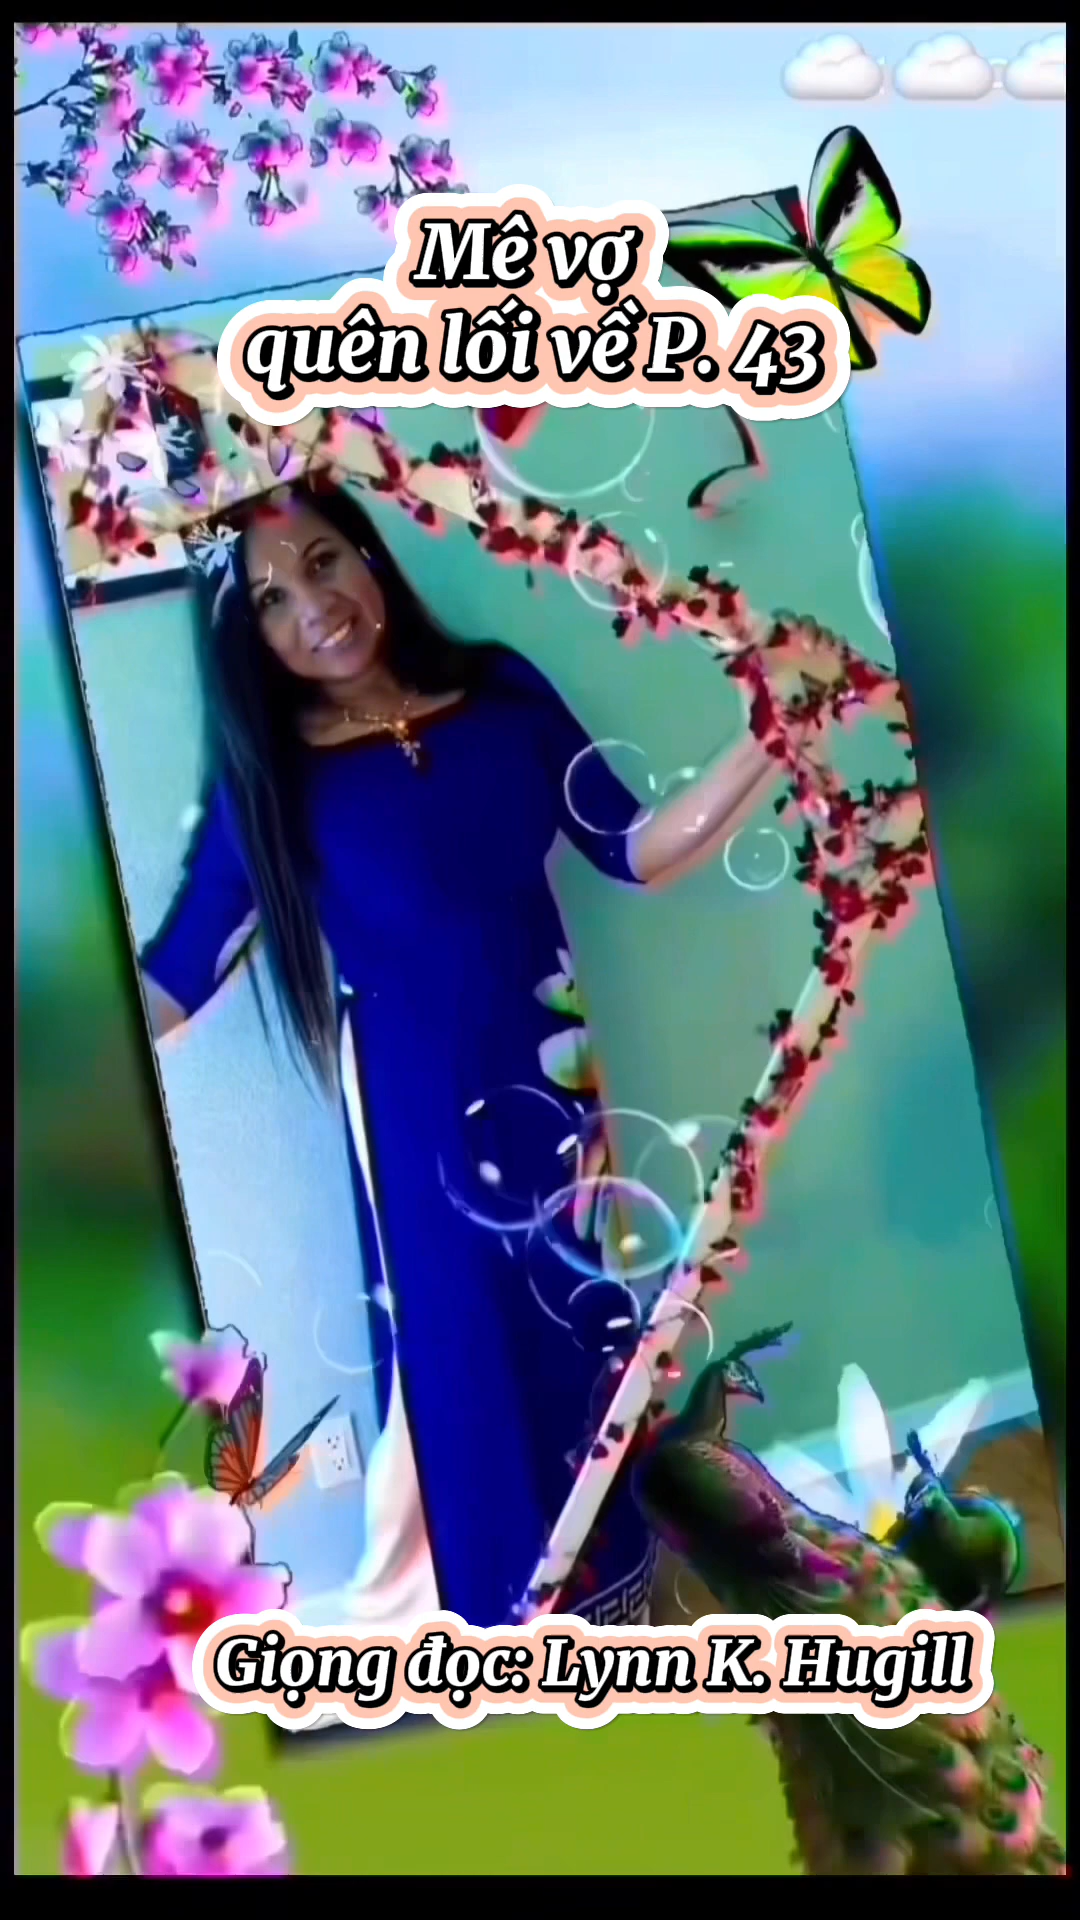 Mê vợ
quên lối về P. 43
Giọng đọc: Lynn K. Hugill